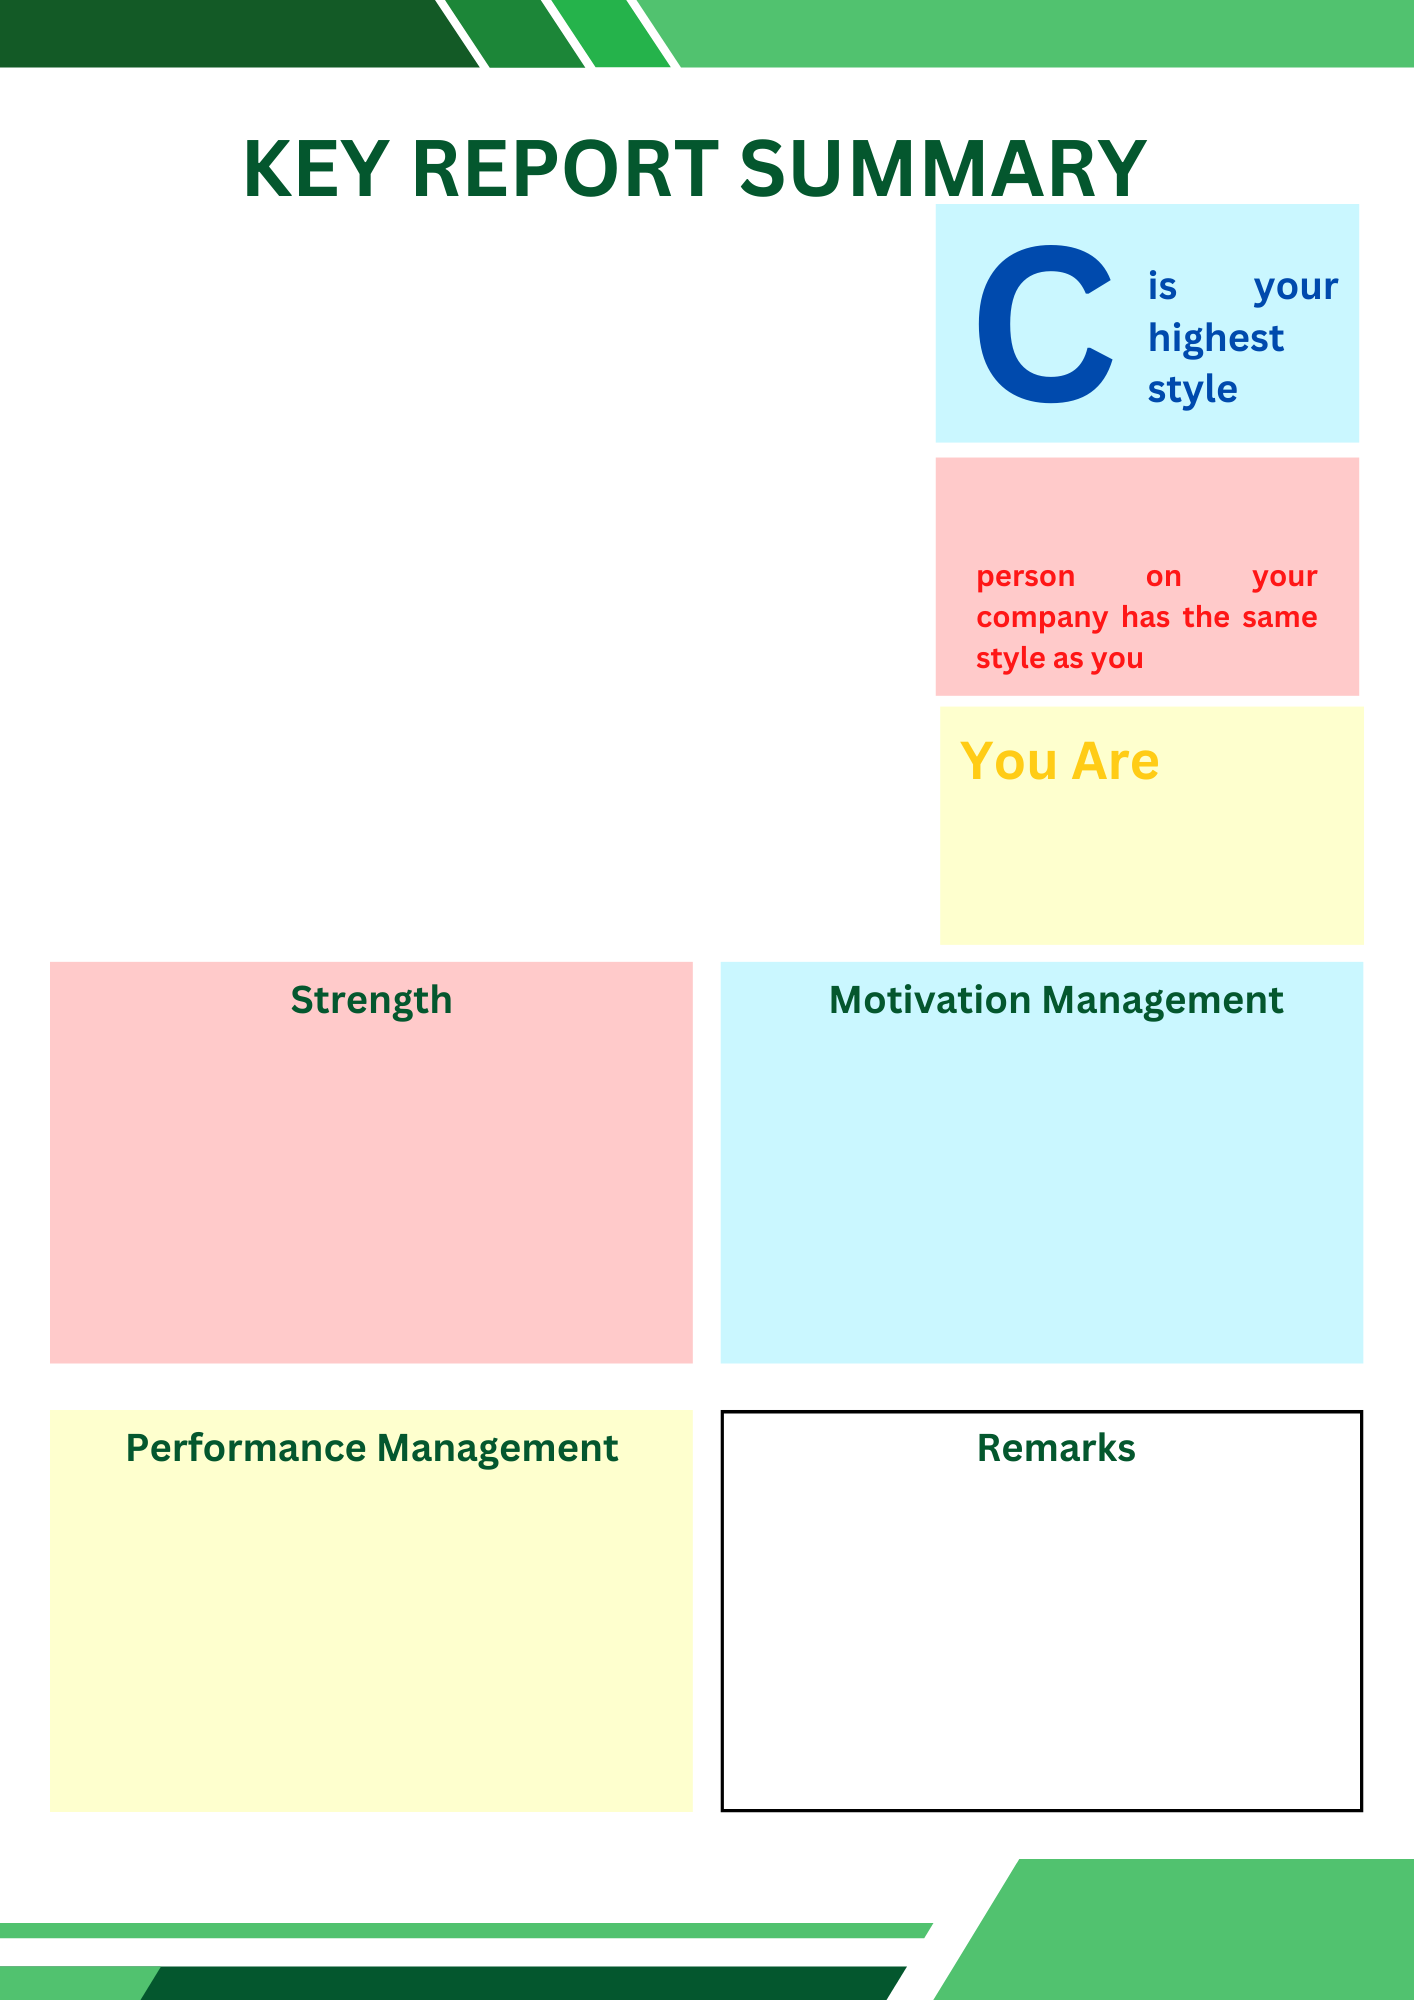 KEY REPORT SUMMARY
C
is your
highest
style
person on your
company has the same
style as you
You Are
Strength
Motivation Management
Performance Management
Remarks